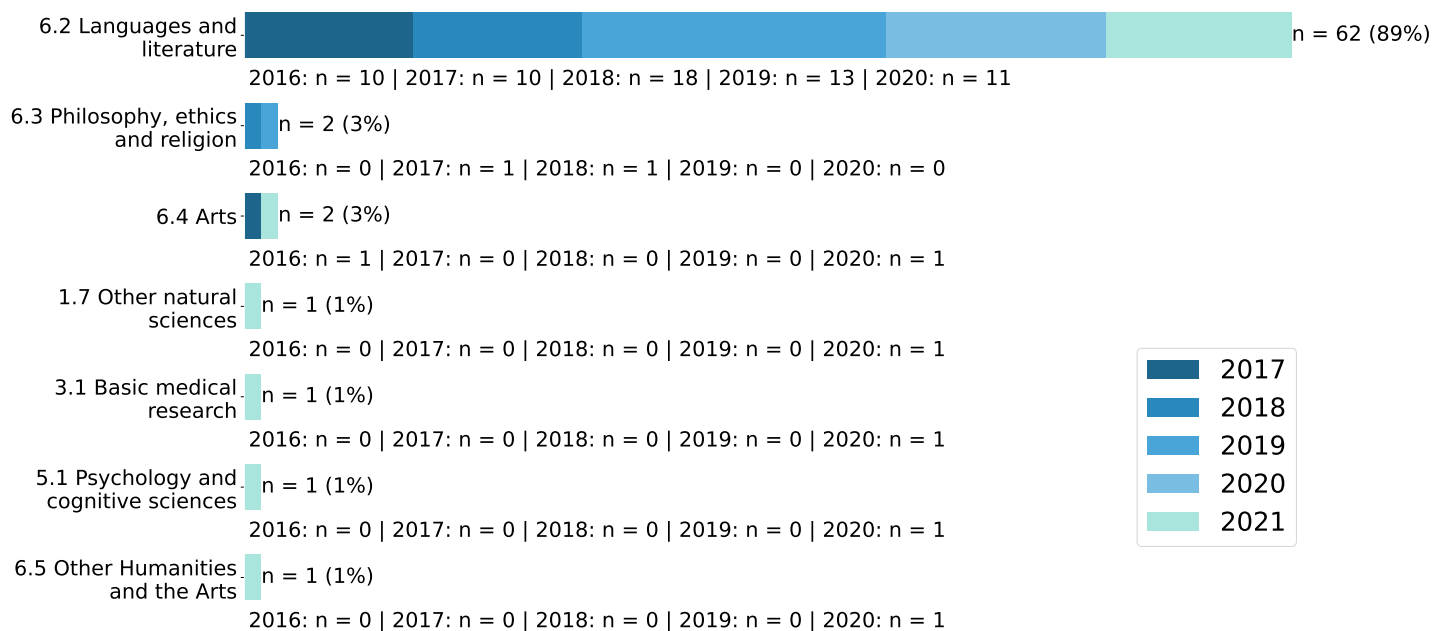 6.2 Languages and
literature
n = 62 (89%)
2016: n = 10 | 2017: n = 10 | 2018: n = 18 | 2019: n = 13 | 2020: n = 11
6.3 Philosophy, ethics
and religion
n = 2 (3%)
2016: n = 0 | 2017: n = 1 | 2018: n = 1 | 2019: n = 0 | 2020: n = 0
6.4 Arts
n = 2 (3%)
2016: n = 1 | 2017: n = 0 | 2018: n = 0 | 2019: n = 0 | 2020: n = 1
1.7 Other natural
sciences
n = 1 (1%)
2016: n = 0 | 2017: n = 0 | 2018: n = 0 | 2019: n = 0 | 2020: n = 1
3.1 Basic medical
research
n = 1 (1%)
2016: n = 0 | 2017: n = 0 | 2018: n = 0 | 2019: n = 0 | 2020: n = 1
5.1 Psychology and
cognitive sciences
n = 1 (1%)
2016: n = 0 | 2017: n = 0 | 2018: n = 0 | 2019: n = 0 | 2020: n = 1
6.5 Other Humanities
and the Arts
n = 1 (1%)
2016: n = 0 | 2017: n = 0 | 2018: n = 0 | 2019: n = 0 | 2020: n = 1
2017
2018
2019
2020
2021